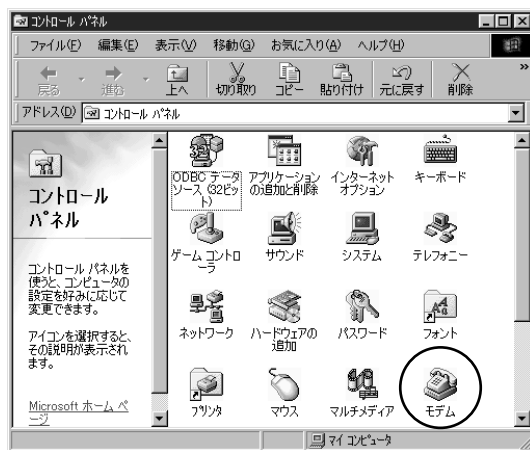 コントロール パネル
ファイル(F) 編集(E) 表示(V) 移動(G) お気に入り(A) ヘルプ(H)
戻る 進む 上へ 切り取り コピー 貼り付け 元に戻す 削除 »
アドレス(D) コントロール パネル
コントロール
パネル
コントロール パネルを
使うと、コンピュータの
設定を好みに応じて
変更できます。
アイコンを選択すると、
その説明が表示され
ます。
Microsoft ホーム ペ
ージ
ODBC データ
ソース (32ビッ
ト)
アプリケーション
の追加と削除
インターネット
オプション
キーボード
ゲーム コントロ
ーラ
サウンド
システム
テレフォニー
ネットワーク
ハードウェアの
追加
パスワード
フォント
プリンタ
マウス
マルチメディア
モデム
マイ コンピュータ